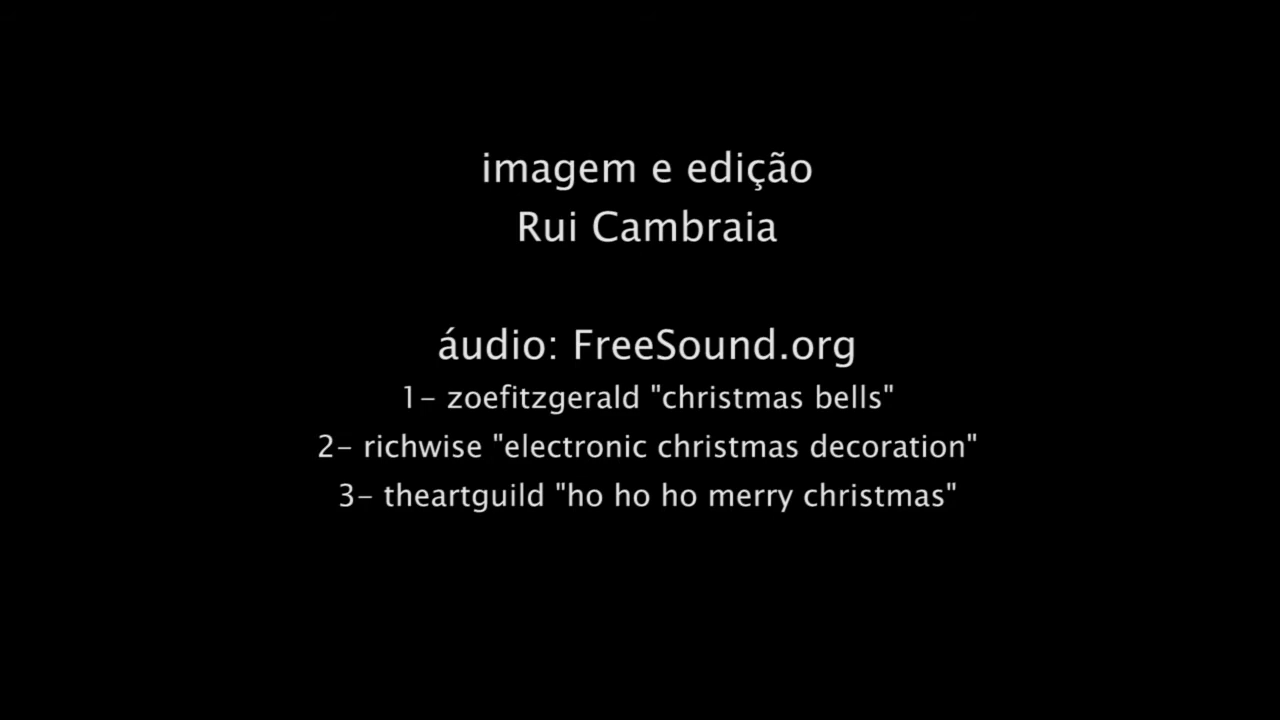 imagem e edição
Rui Cambraia
áudio: FreeSound.org
1- zoefitzgerald "christmas bells"
2- richwise "electronic christmas decoration"
3- theartguild "ho ho ho merry christmas"